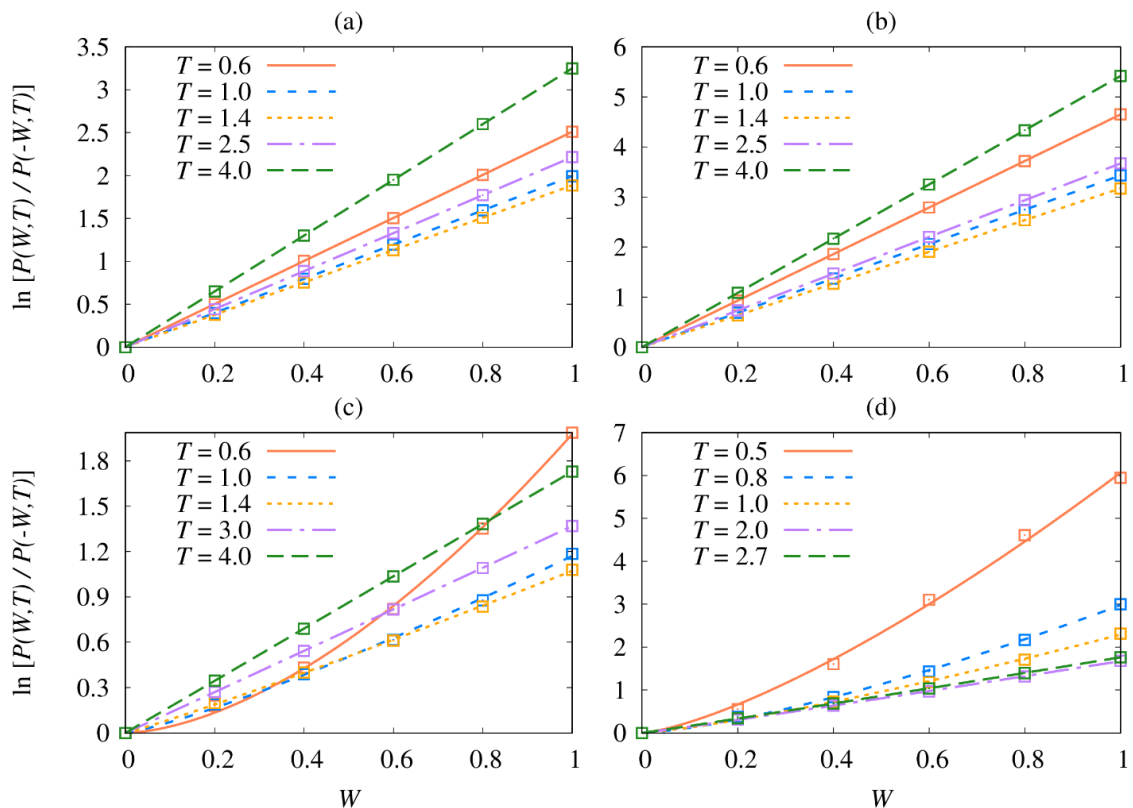 (a)
ln [P(W,T) / P(-W,T)]
3.5
3
2.5
2
1.5
1
0.5
0
T = 0.6
T = 1.0
T = 1.4
T = 2.5
T = 4.0
0 0.2 0.4 0.6 0.8 1
(b)
6
5
4
3
2
1
0
T = 0.6
T = 1.0
T = 1.4
T = 2.5
T = 4.0
0 0.2 0.4 0.6 0.8 1
(c)
ln [P(W,T) / P(-W,T)]
1.8
1.5
1.2
0.9
0.6
0.3
0
T = 0.6
T = 1.0
T = 1.4
T = 3.0
T = 4.0
0 0.2 0.4 0.6 0.8 1
W
(d)
7
6
5
4
3
2
1
0
T = 0.5
T = 0.8
T = 1.0
T = 2.0
T = 2.7
0 0.2 0.4 0.6 0.8 1
W